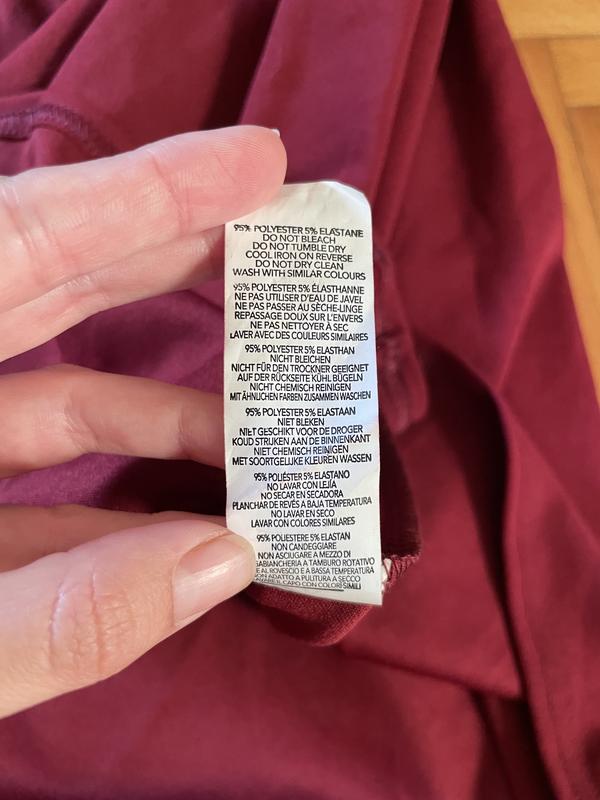 95% POLYESTER 5% ELASTANE
DO NOT BLEACH
DO NOT TUMBLE DRY
COOL IRON ON REVERSE
DO NOT DRY CLEAN
WASH WITH SIMILAR COLOURS
95% POLYESTER 5% ÉLASTHANNE
NE PAS UTILISER D'EAU DE JAVEL
NE PAS PASSER AU SÈCHE-LINGE
REPASSAGE DOUX SUR L'ENVERS
NE PAS NETTOYER À SEC
LAVER AVEC DES COULEURS SIMILAIRES
95% POLYESTER 5% ELASTHAN
NICHT BLEICHEN
NICHT FÜR DEN TROCKNER GEEIGNET
AUF DER RÜCKSEITE KÜHL BÜGELN
NICHT CHEMISCH REINIGEN
MIT ÄHNLICHEN FARBEN ZUSAMMEN WASCHEN
95% POLYESTER 5% ELASTAAN
NIET BLEKEN
NIET GESCHIKT VOOR DE DROGER
KOUD STRIJKEN AAN DE BINNENKANT
NIET CHEMISCH REINIGEN
MET SOORTGELIJKE KLEUREN WASSEN
95% POLIÉSTER 5% ELASTANO
NO LAVAR CON LEJÍA
NO SECAR EN SECADORA
PLANCHAR DE REVÉS A BAJA TEMPERATURA
NO LAVAR EN SECO
LAVAR CON COLORES SIMILARES
95% POLIESTERE 5% ELASTAN
NON CANDEGGIARE
NON ASCIUGARE A MEZZO DI
GABIANCHERIA A TAMBURO ROTATIVO
E AL ROVESCIO E A BASSA TEMPERATURA
NON ADATTO A PULITURA A SECCO
LAVARE IL CAPO CON COLORI SIMILI